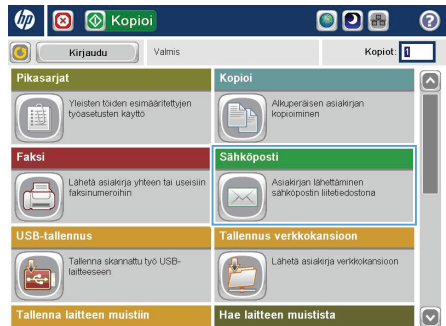 hp
Kopioi
?
Kirjaudu
Valmis
Kopiot: 1
Pikasarjat
Yleisten töiden esimääritettyjen
työasetusten käyttö
Kopioi
Alkuperäisen asiakirjan
kopioiminen
Faksi
Lähetä asiakirja yhteen tai useisiin
faksinumeroihin
Sähköposti
Asiakirjan lähettäminen
sähköpostin liitetiedostona
USB-tallennus
Tallenna skannattu työ USB-
laitteeseen
Tallennus verkkokansioon
Lähetä asiakirja verkkokansioon
Tallenna laitteen muistiin
Hae laitteen muistista